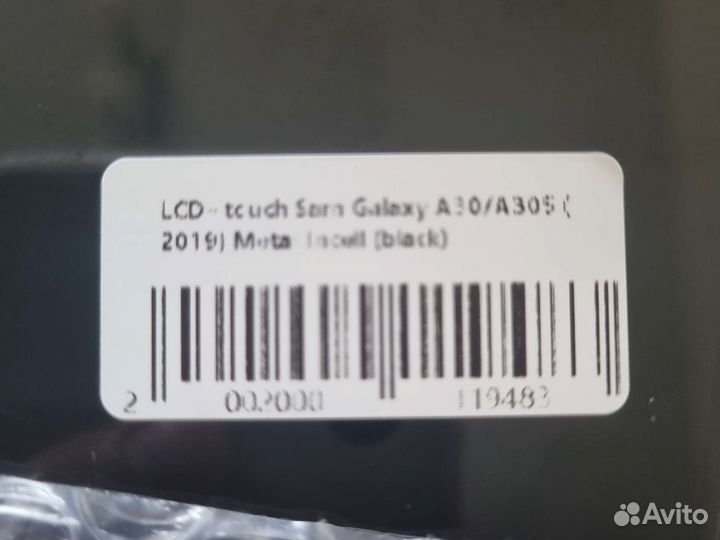 LCD+touch Sam Galaxy A30/A305 (
2019) Metal Incell (black)
2 002000 119483
Avito